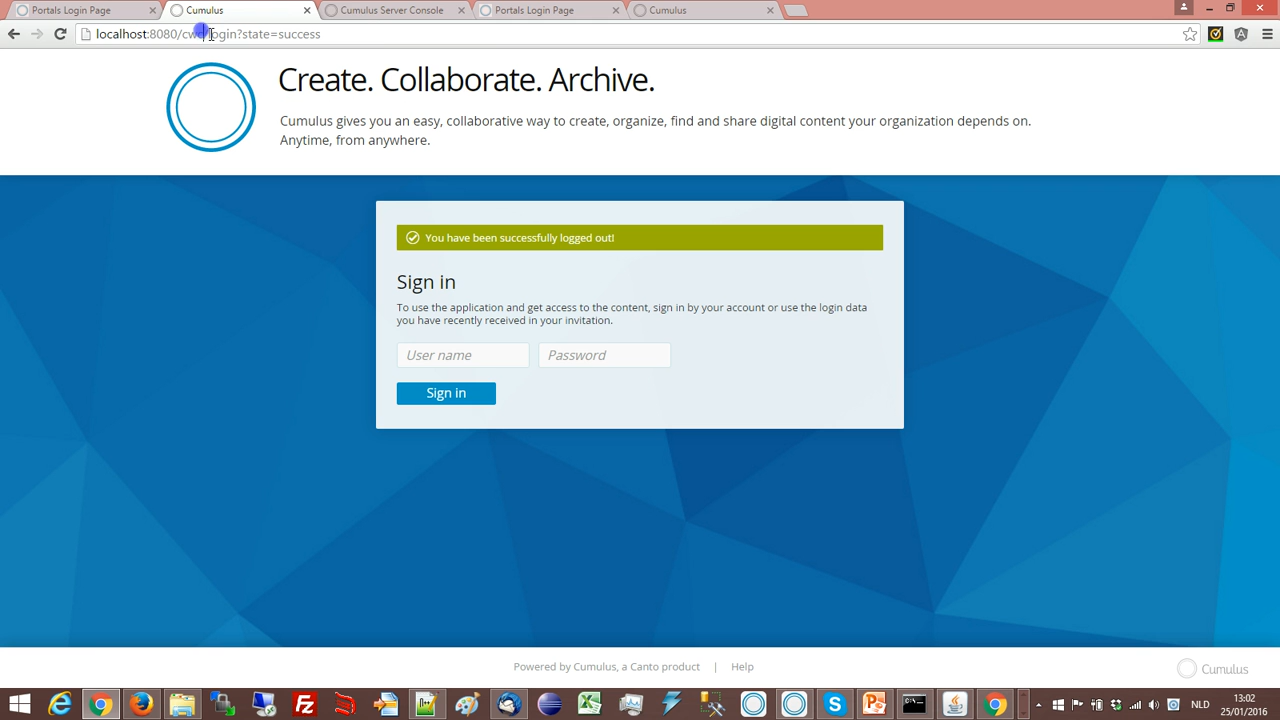 Portals Login Page
Cumulus
Cumulus Server Console
Portals Login Page
Cumulus
localhost:8080/cwc/login?state=success
Create. Collaborate. Archive.
Cumulus gives you an easy, collaborative way to create, organize, find and share digital content your organization depends on.
Anytime, from anywhere.
You have been successfully logged out!
Sign in
To use the application and get access to the content, sign in by your account or use the login data
you have recently received in your invitation.
User name
Password
Sign in
Powered by Cumulus, a Canto product | Help
Cumulus
NLD
13:02
25/01/2016